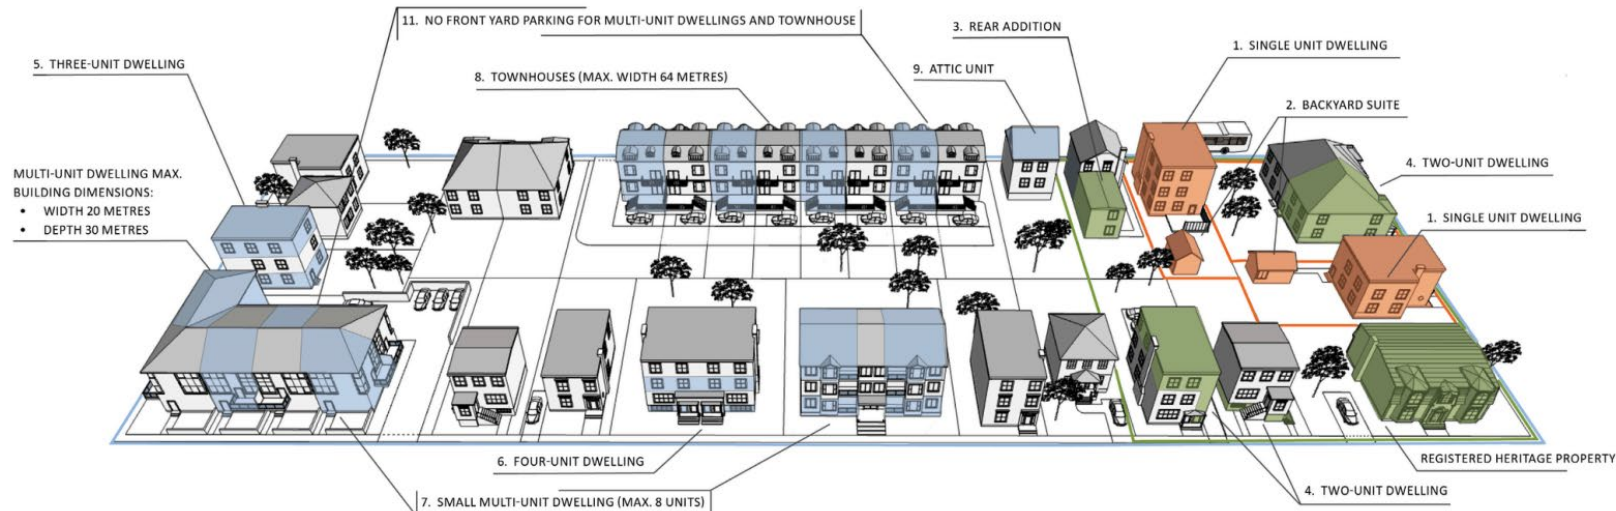 11. NO FRONT YARD PARKING FOR MULTI-UNIT DWELLINGS AND TOWNHOUSE
3. REAR ADDITION
1. SINGLE UNIT DWELLING
5. THREE-UNIT DWELLING
8. TOWNHOUSES (MAX. WIDTH 64 METRES)
9. ATTIC UNIT
2. BACKYARD SUITE
MULTI-UNIT DWELLING MAX.
BUILDING DIMENSIONS:
• WIDTH 20 METRES
• DEPTH 30 METRES
4. TWO-UNIT DWELLING
1. SINGLE UNIT DWELLING
6. FOUR-UNIT DWELLING
REGISTERED HERITAGE PROPERTY
7. SMALL MULTI-UNIT DWELLING (MAX. 8 UNITS)
4. TWO-UNIT DWELLING